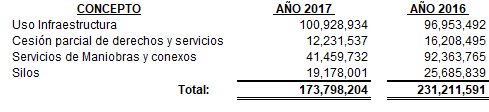 CONCEPTO AÑO 2017 AÑO 2016
Uso Infraestructura 100,928,934 96,953,492
Cesión parcial de derechos y servicios 12,231,537 16,208,495
Servicios de Maniobras y conexos 41,459,732 92,363,765
Silos 19,178,001 25,685,839
Total: 173,798,204 231,211,591